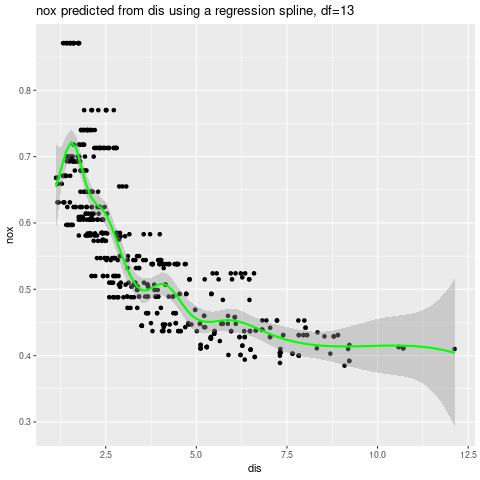 nox predicted from dis using a regression spline, df=13
nox
0.8
0.7
0.6
0.5
0.4
0.3
2.5 5.0 7.5 10.0 12.5
dis